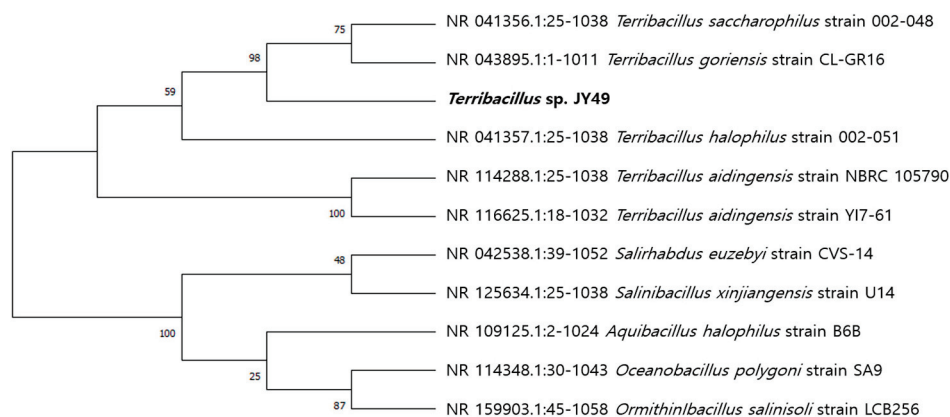 75
NR 041356.1:25-1038 Terribacillus saccharophilus strain 002-048
98
NR 043895.1:1-1011 Terribacillus goriensis strain CL-GR16
59
Terribacillus sp. JY49
NR 041357.1:25-1038 Terribacillus halophilus strain 002-051
NR 114288.1:25-1038 Terribacillus aidingensis strain NBRC 105790
100
NR 116625.1:18-1032 Terribacillus aidingensis strain YI7-61
48
NR 042538.1:39-1052 Salirhabdus euzebyi strain CVS-14
NR 125634.1:25-1038 Salinibacillus xinjiangensis strain U14
100
NR 109125.1:2-1024 Aquibacillus halophilus strain B6B
25
NR 114348.1:30-1043 Oceanobacillus polygoni strain SA9
87
NR 159903.1:45-1058 OrmithinIbacillus salinisoli strain LCB256